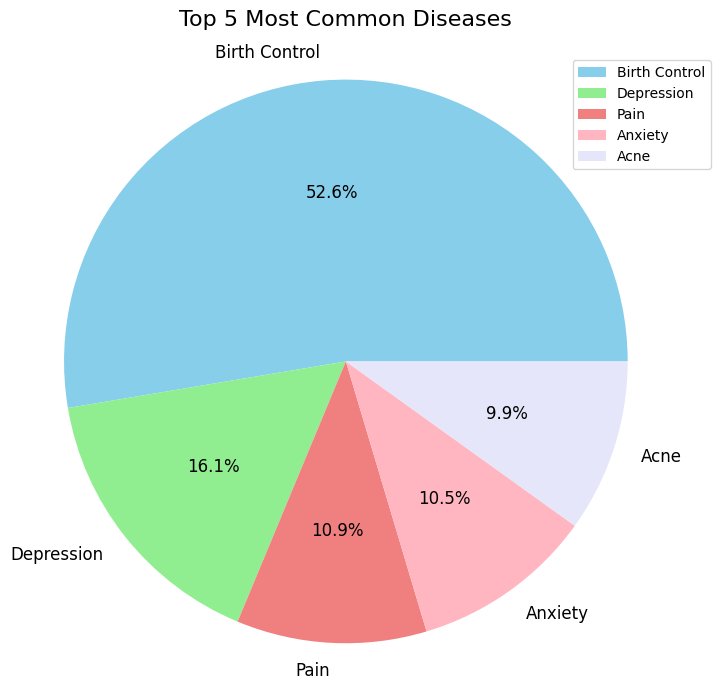 Top 5 Most Common Diseases
Birth Control
Birth Control
Depression
Pain
Anxiety
Acne
52.6%
9.9%
Acne
16.1%
10.5%
10.9%
Depression
Anxiety
Pain